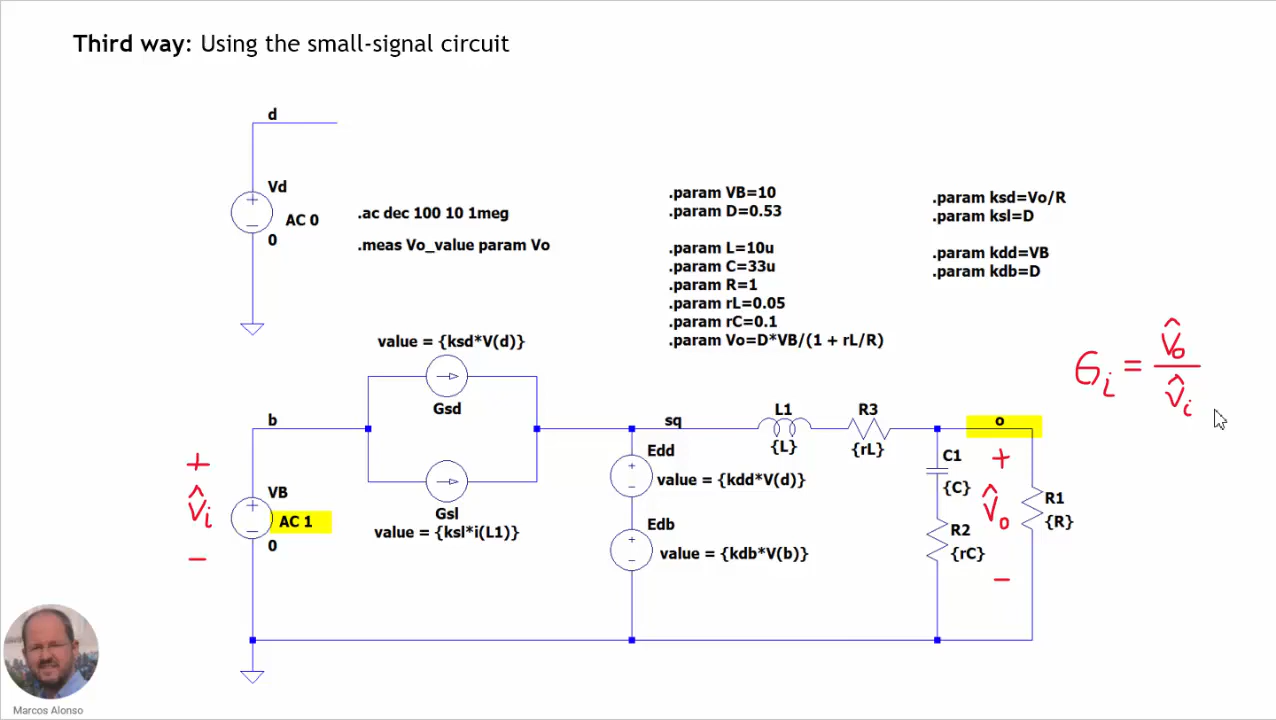 Third way: Using the small-signal circuit
d
Vd
AC 0
0
.ac dec 100 10 1meg
.meas Vo_value param Vo
.param VB=10
.param D=0.53
.param L=10u
.param C=33u
.param R=1
.param rL=0.05
.param rC=0.1
.param Vo=D*VB/(1 + rL/R)
.param ksd=Vo/R
.param ksl=D
.param kdd=VB
.param kdb=D
value = {ksd*V(d)}
Gsd
b
Gsl
value = {ksl*i(L1)}
VB
AC 1
0
+
v̂i
−
sq
Edd
value = {kdd*V(d)}
Edb
value = {kdb*V(b)}
L1
{L}
R3
{rL}
o
C1
{C}
R2
{rC}
+
v̂o
−
R1
{R}
Gi = v̂o / v̂i
Marcos Alonso